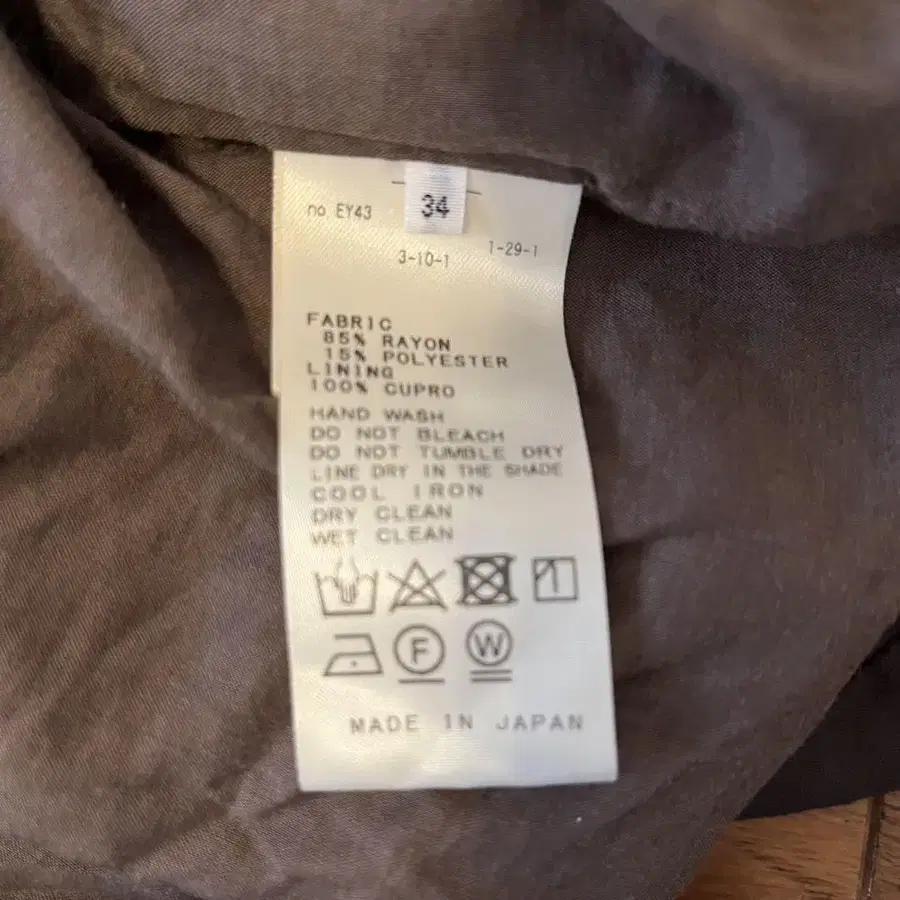 34
no EY43
1-29-1
3-10-1
FABRIC
85% RAYON
15% POLYESTER
LINING
100% CUPRO
HAND WASH
DO NOT BLEACH
DO NOT TUMBLE DRY
LINE DRY IN THE SHADE
COOL IRON
DRY CLEAN
WET CLEAN
F W
MADE IN JAPAN